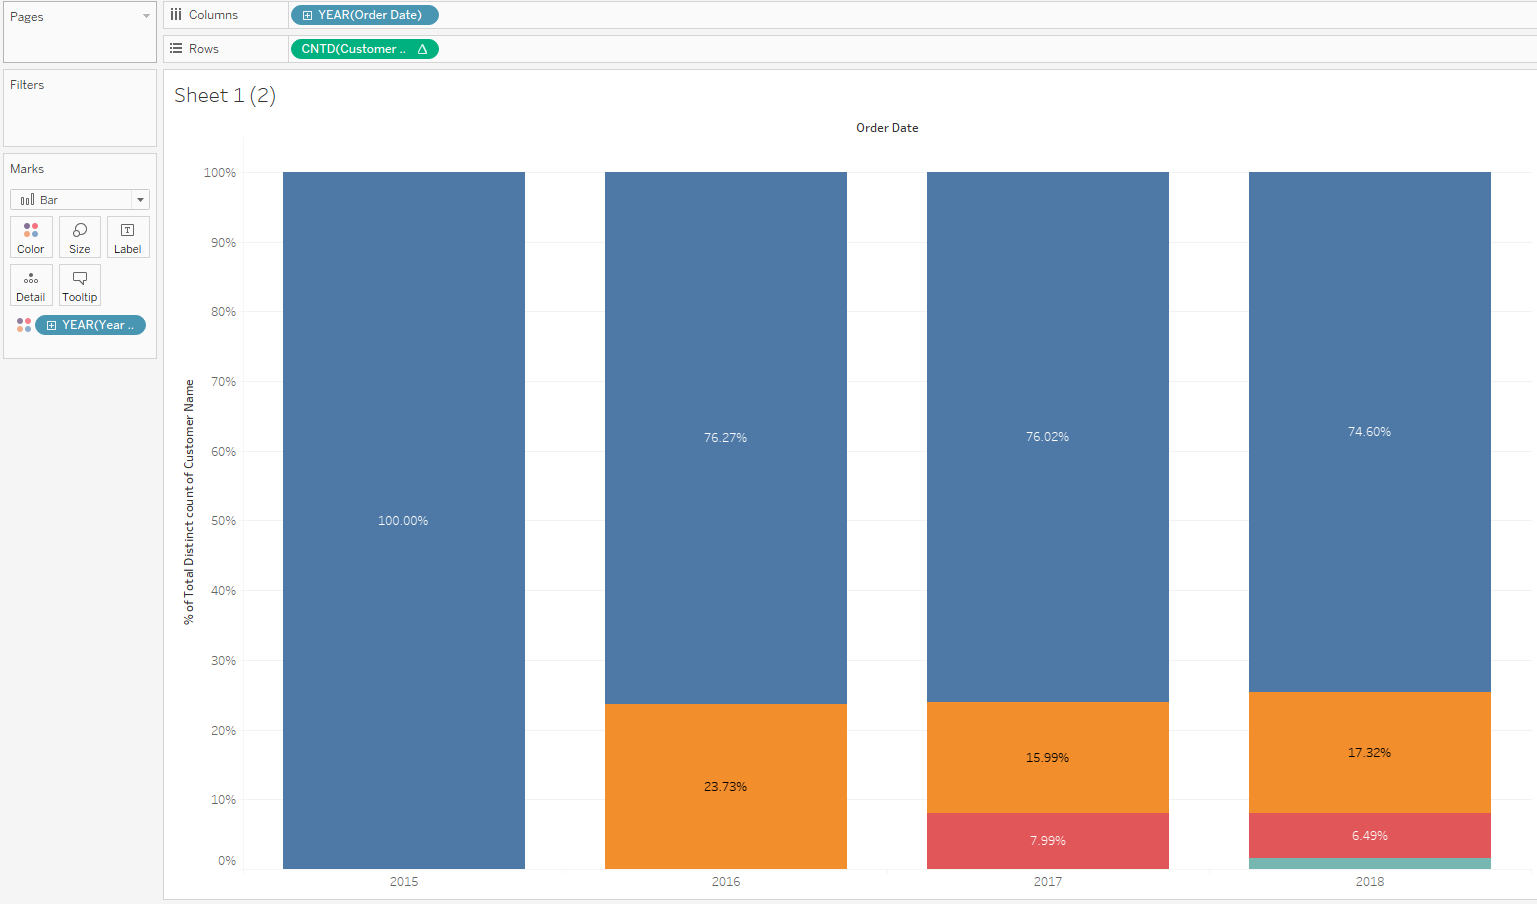 Pages
Columns
YEAR(Order Date)
Rows
CNTD(Customer ..
Filters
Marks
Bar
Color
Size
Label
Detail
Tooltip
YEAR(Year ..
Sheet 1 (2)
Order Date
% of Total Distinct count of Customer Name
100%
90%
80%
70%
60%
50%
40%
30%
20%
10%
0%
100.00%
76.27%
23.73%
76.02%
15.99%
7.99%
74.60%
17.32%
6.49%
2015
2016
2017
2018